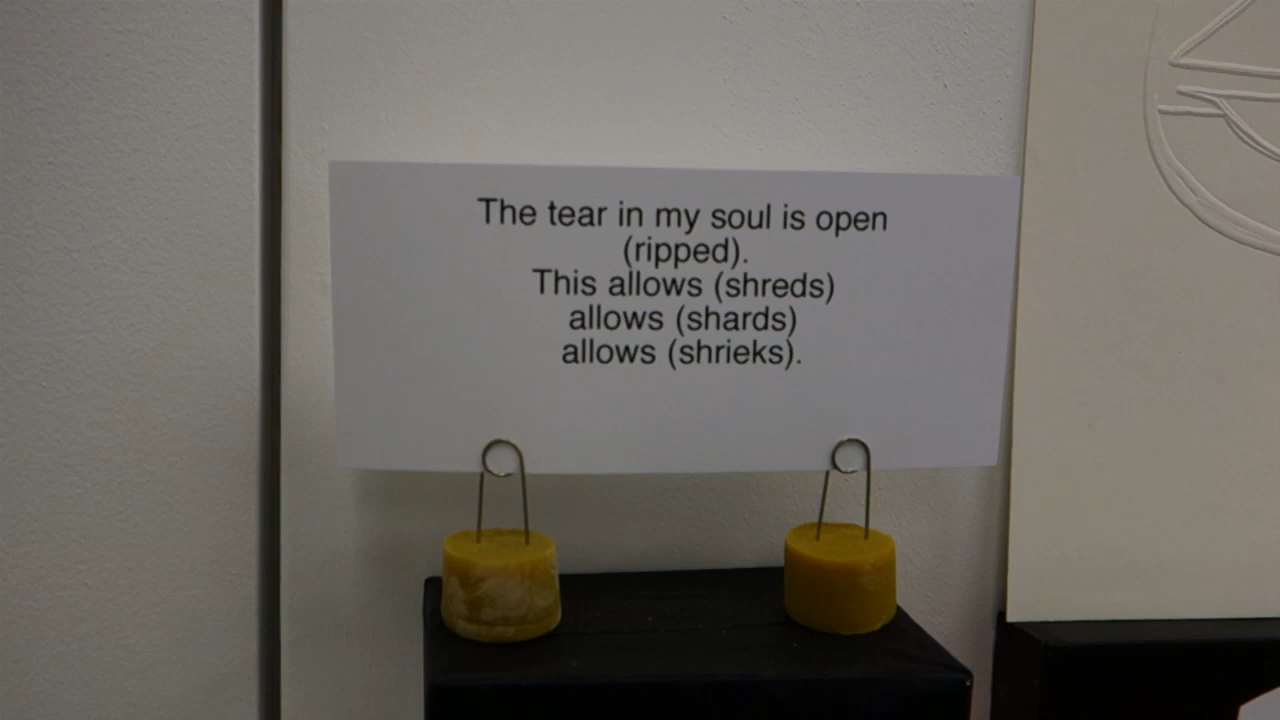 The tear in my soul is open
(ripped).
This allows (shreds)
allows (shards)
allows (shrieks).